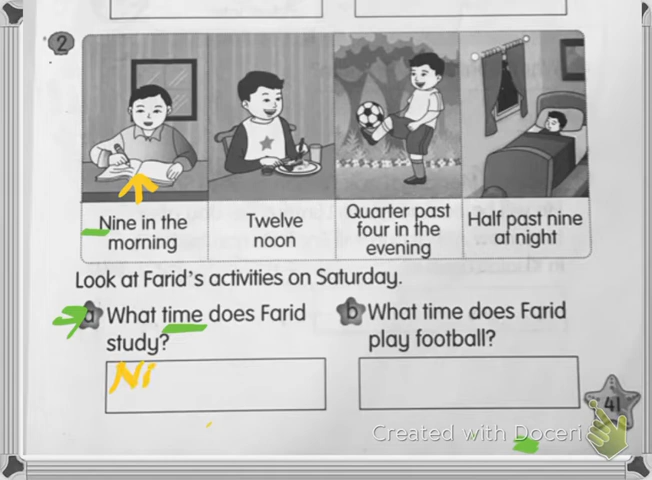 2
Nine in the
morning
Twelve
noon
Quarter past
four in the
evening
Half past nine
at night
Look at Farid's activities on Saturday.
a What time does Farid
study?
b What time does Farid
play football?
Ni
41
Created with Doceri